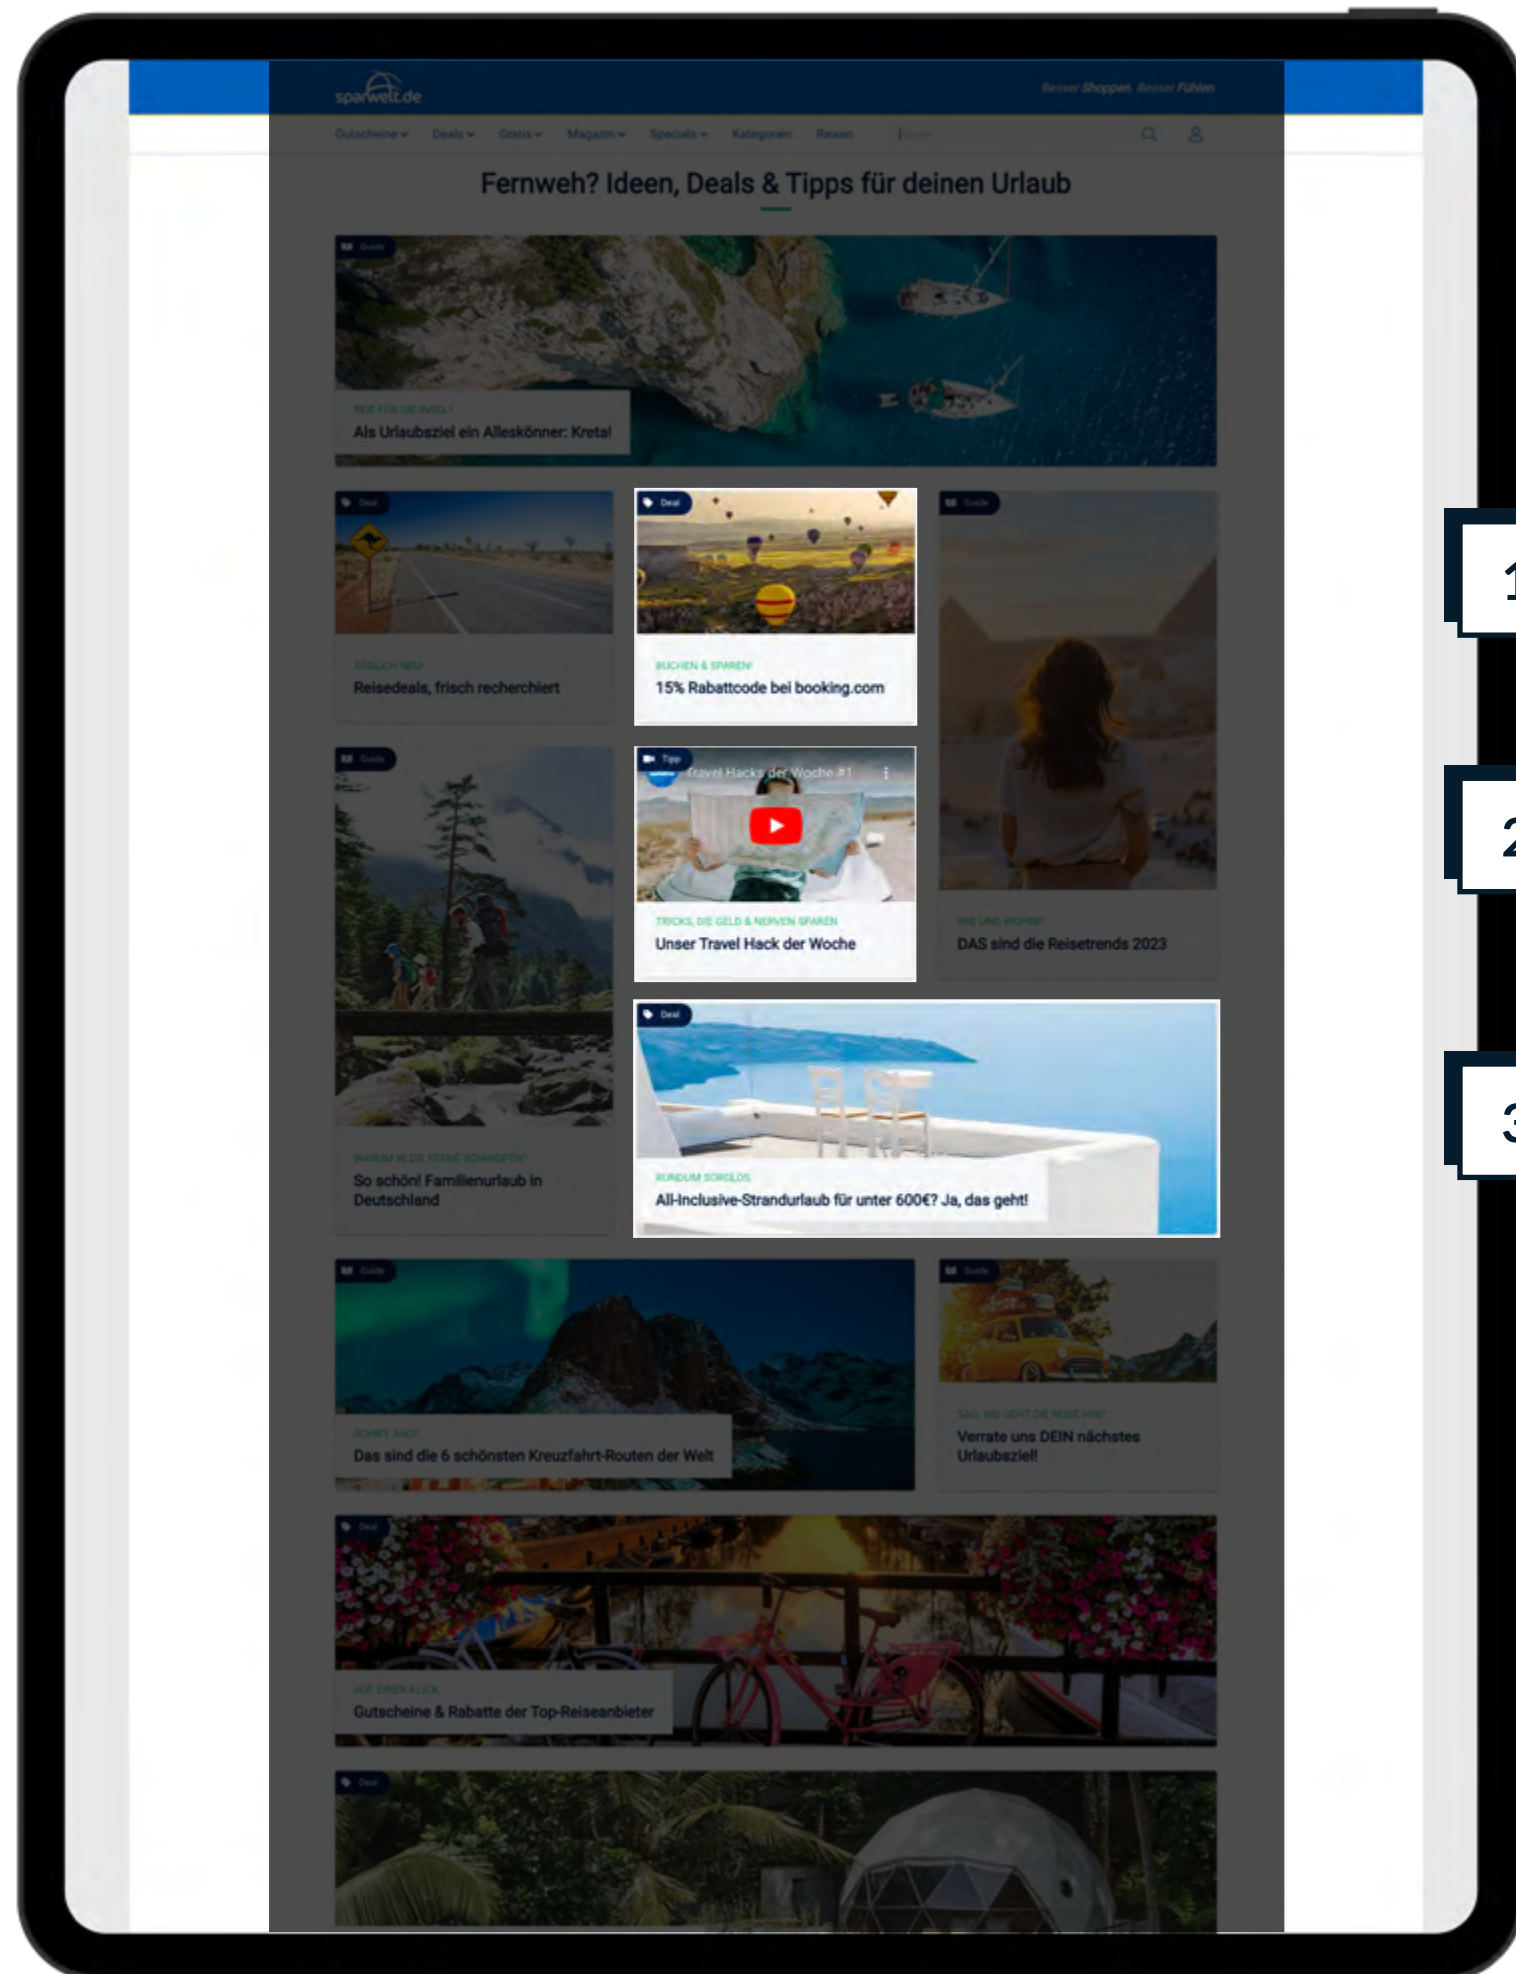 sparwelt.de
Besser Shoppen Besser Fühlen
Gutscheine Deals Gratis Magazin Specials Kategorien Reisen
Fernweh? Ideen, Deals & Tipps für deinen Urlaub
Guide
REIF FÜR DIE INSEL?
Als Urlaubsziel ein Alleskönner: Kreta!
Deal
TÄGLICH NEU!
Reisedeals, frisch recherchiert
Deal
BUCHEN & SPAREN!
15% Rabattcode bei booking.com
Guide
WIE UND WOHIN?
DAS sind die Reisetrends 2023
Guide
WARUM IN DIE FERNE SCHWEIFEN?
So schön! Familienurlaub in
Deutschland
Tipp
Travel Hacks der Woche #1
TRICKS, DIE GELD & NERVEN SPAREN
Unser Travel Hack der Woche
Deal
RUNDUM SORGLOS
All-Inclusive-Strandurlaub für unter 600€? Ja, das geht!
Guide
SCHIFF AHOI
Das sind die 6 schönsten Kreuzfahrt-Routen der Welt
Guide
SAG, WO GEHT DIE REISE HIN?
Verrate uns DEIN nächstes
Urlaubsziel!
Deal
AUF EINEN KLICK
Gutscheine & Rabatte der Top-Reiseanbieter
Deal
1
2
3